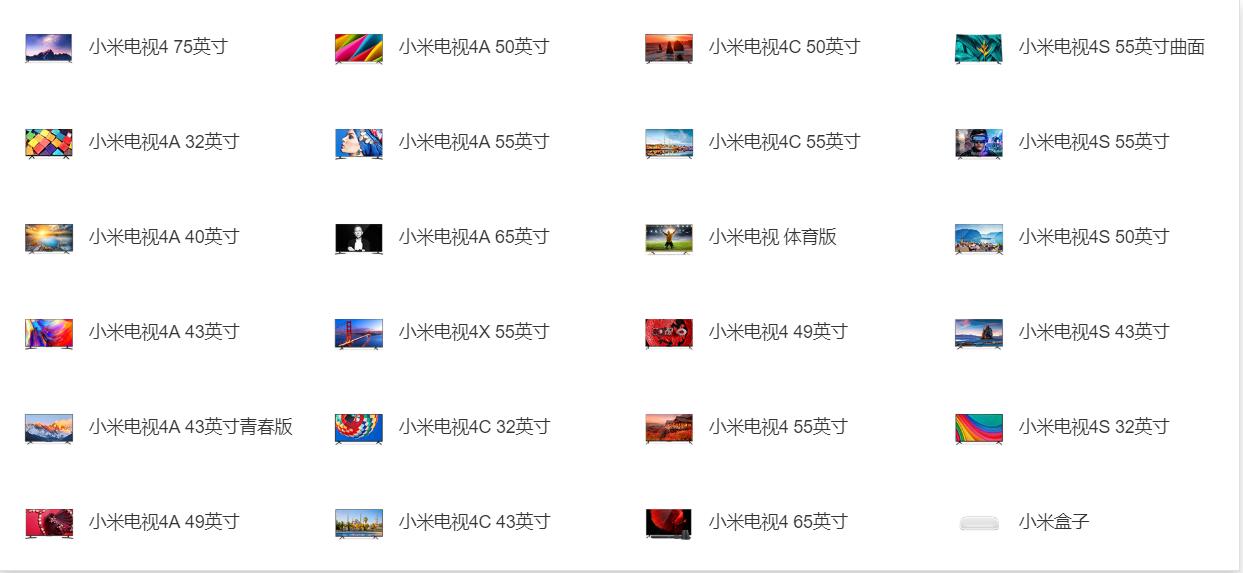 小米电视4 75英寸
小米电视4A 50英寸
小米电视4C 50英寸
小米电视4S 55英寸曲面
小米电视4A 32英寸
小米电视4A 55英寸
小米电视4C 55英寸
小米电视4S 55英寸
小米电视4A 40英寸
小米电视4A 65英寸
小米电视 体育版
小米电视4S 50英寸
小米电视4A 43英寸
小米电视4X 55英寸
小米电视4 49英寸
小米电视4S 43英寸
小米电视4A 43英寸青春版
小米电视4C 32英寸
小米电视4 55英寸
小米电视4S 32英寸
小米电视4A 49英寸
小米电视4C 43英寸
小米电视4 65英寸
小米盒子